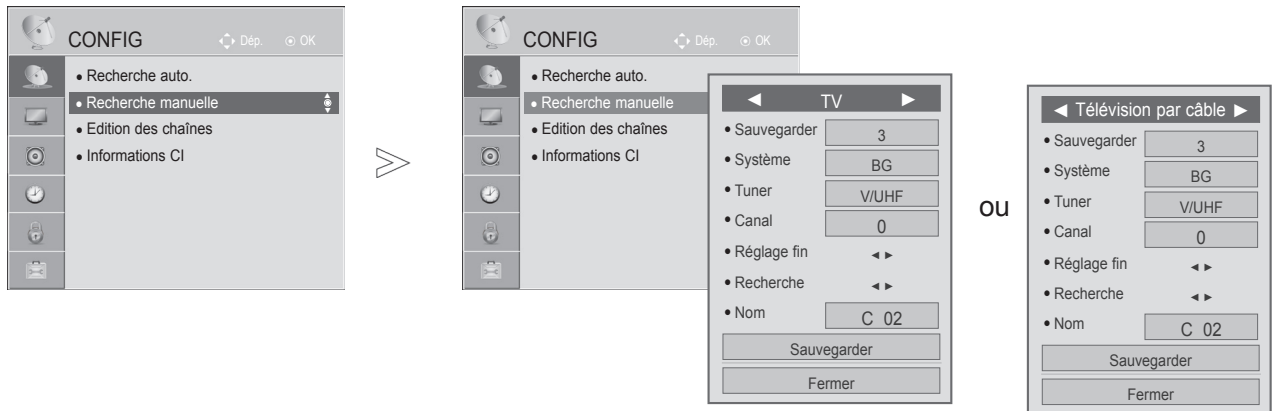 CONFIG
Dép. OK
• Recherche auto.
• Recherche manuelle
• Edition des chaînes
• Informations CI
CONFIG
Dép. OK
• Recherche auto.
• Recherche manuelle
• Edition des chaînes
• Informations CI
◄ TV ►
• Sauvegarder 3
• Système BG
• Tuner V/UHF
• Canal 0
• Réglage fin ◄ ►
• Recherche ◄ ►
• Nom C 02
Sauvegarder
Fermer
ou
◄ Télévision par câble ►
• Sauvegarder 3
• Système BG
• Tuner V/UHF
• Canal 0
• Réglage fin ◄ ►
• Recherche ◄ ►
• Nom C 02
Sauvegarder
Fermer